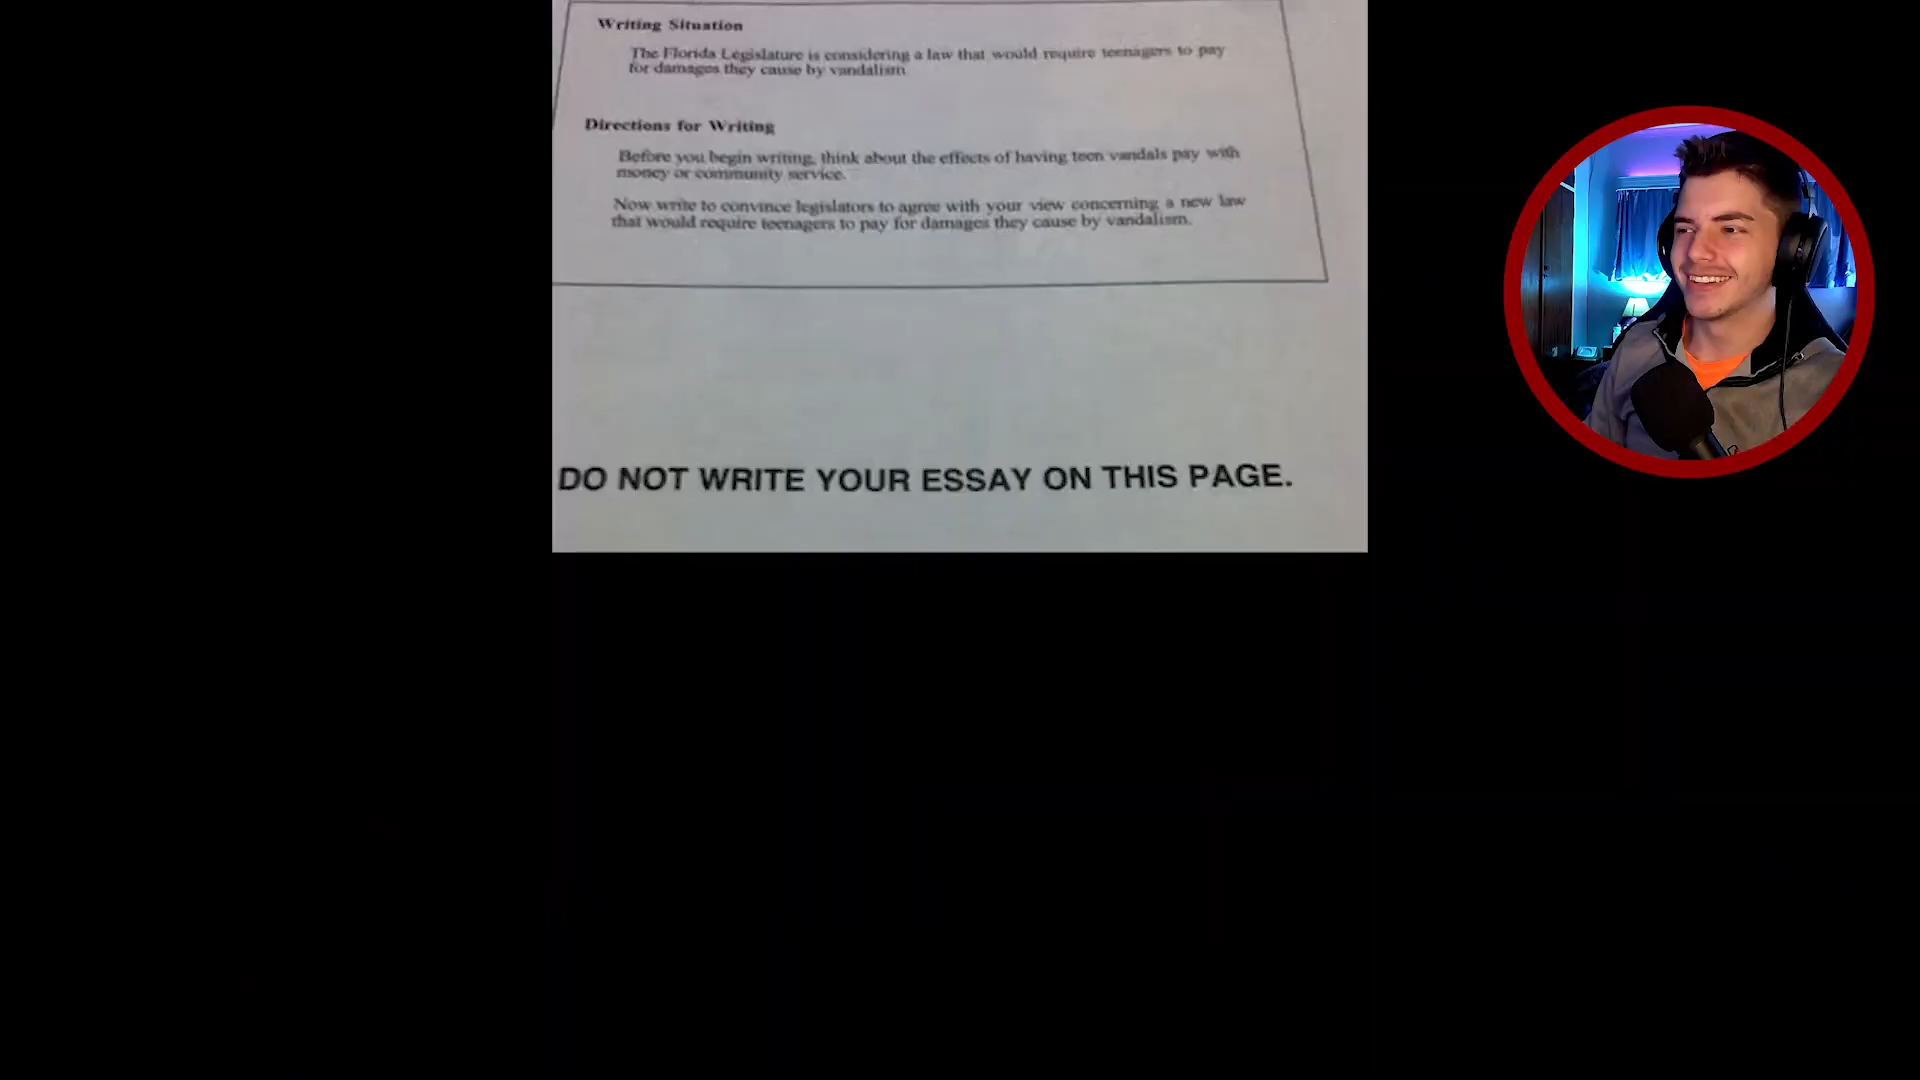 Writing Situation
The Florida Legislature is considering a law that would require teenagers to pay
for damages they cause by vandalism
Directions for Writing
Before you begin writing, think about the effects of having teen vandals pay with
money or community service.
Now write to convince legislators to agree with your view concerning a new law
that would require teenagers to pay for damages they cause by vandalism.
DO NOT WRITE YOUR ESSAY ON THIS PAGE.